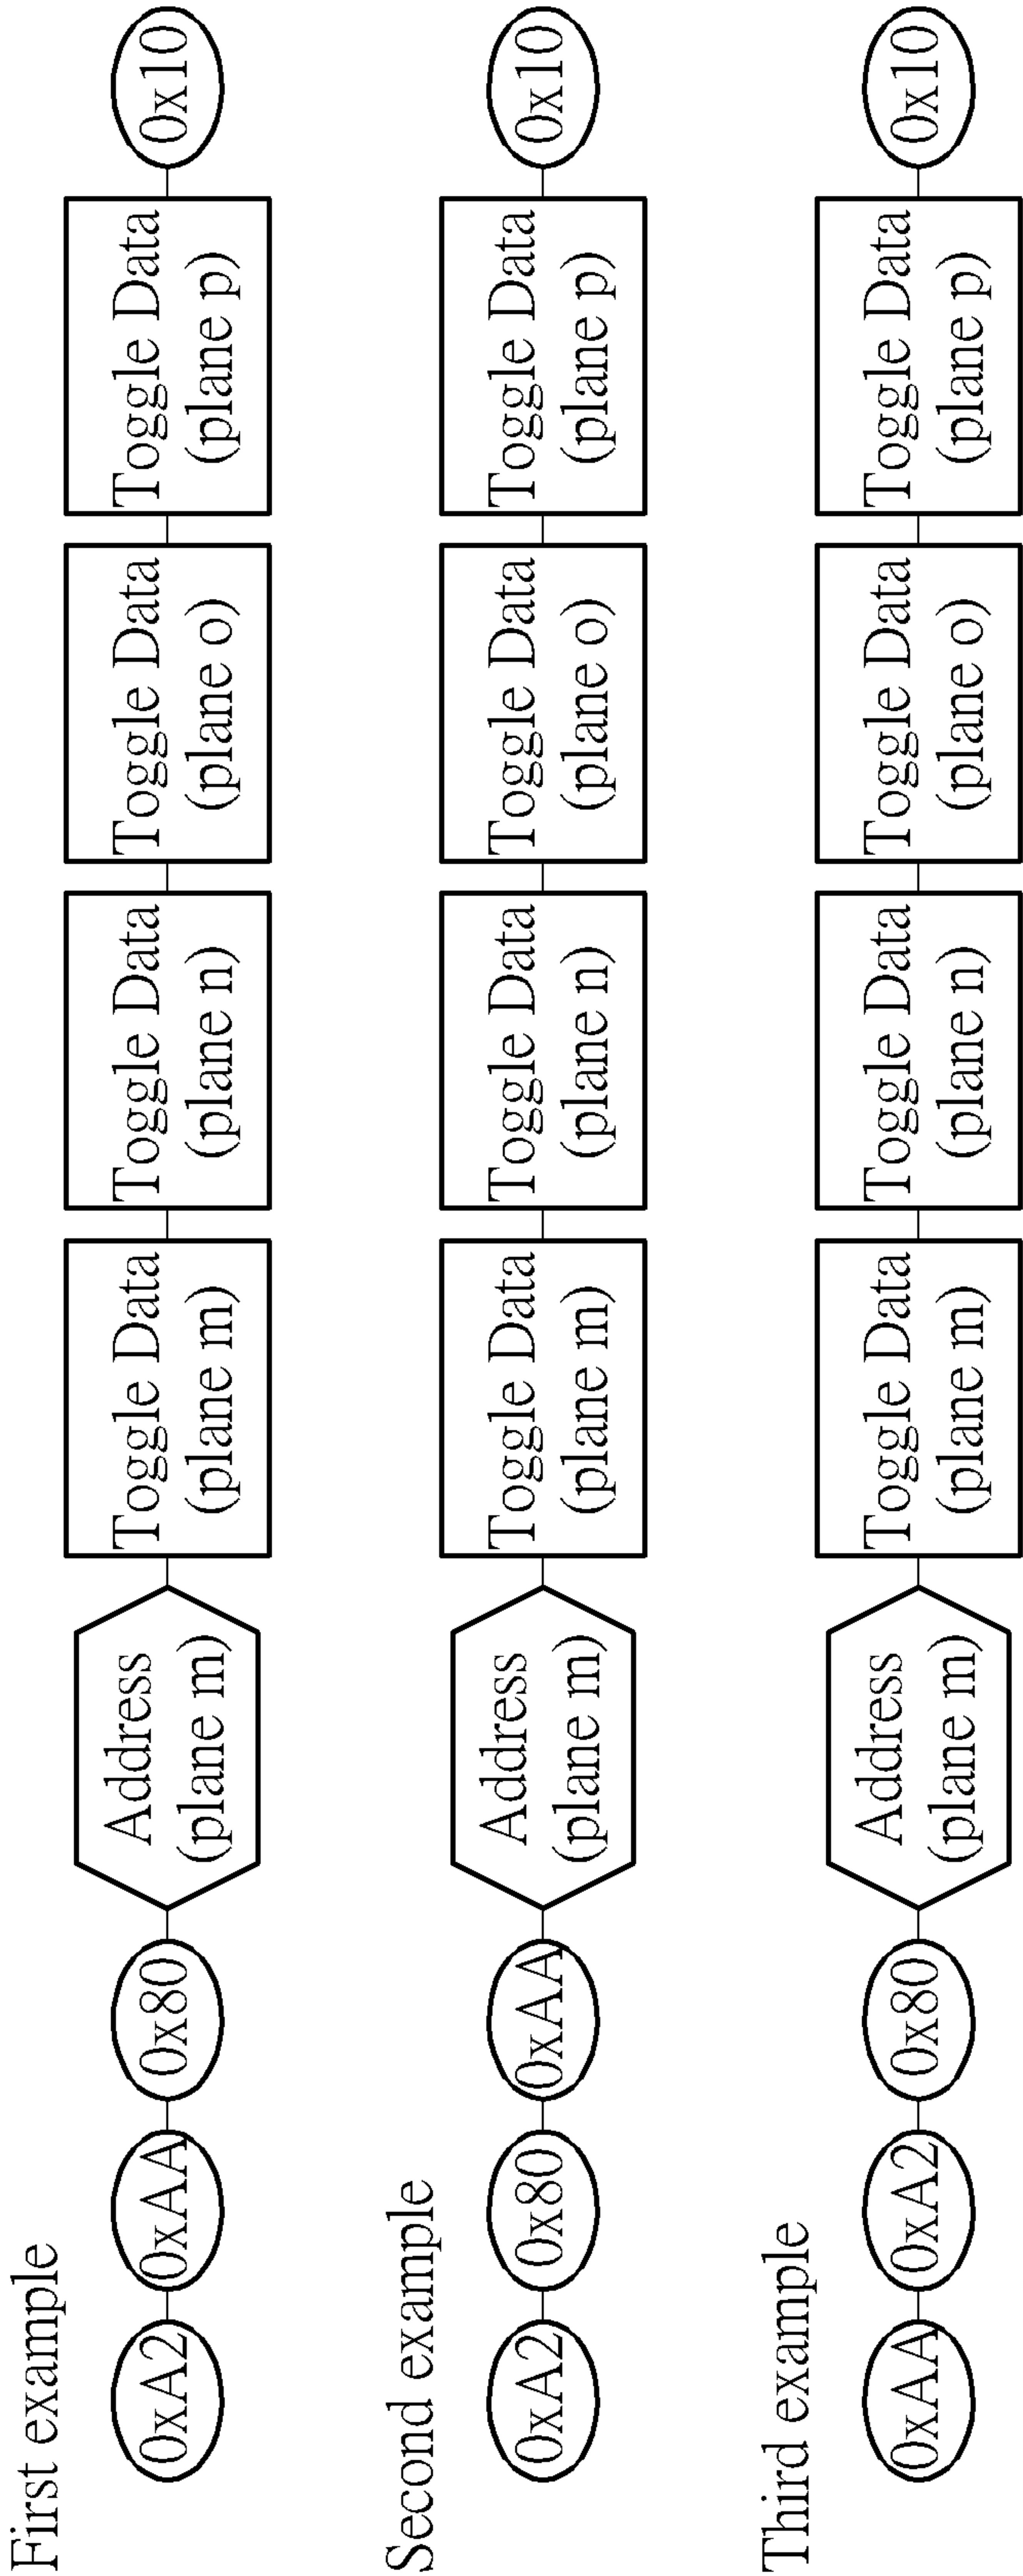 First example
0xA2
0xAA
0x80
Address
(plane m)
Toggle Data
(plane m)
Toggle Data
(plane n)
Toggle Data
(plane o)
Toggle Data
(plane p)
0x10
Second example
0xA2
0x80
0xAA
Address
(plane m)
Toggle Data
(plane m)
Toggle Data
(plane n)
Toggle Data
(plane o)
Toggle Data
(plane p)
0x10
Third example
0xAA
0xA2
0x80
Address
(plane m)
Toggle Data
(plane m)
Toggle Data
(plane n)
Toggle Data
(plane o)
Toggle Data
(plane p)
0x10